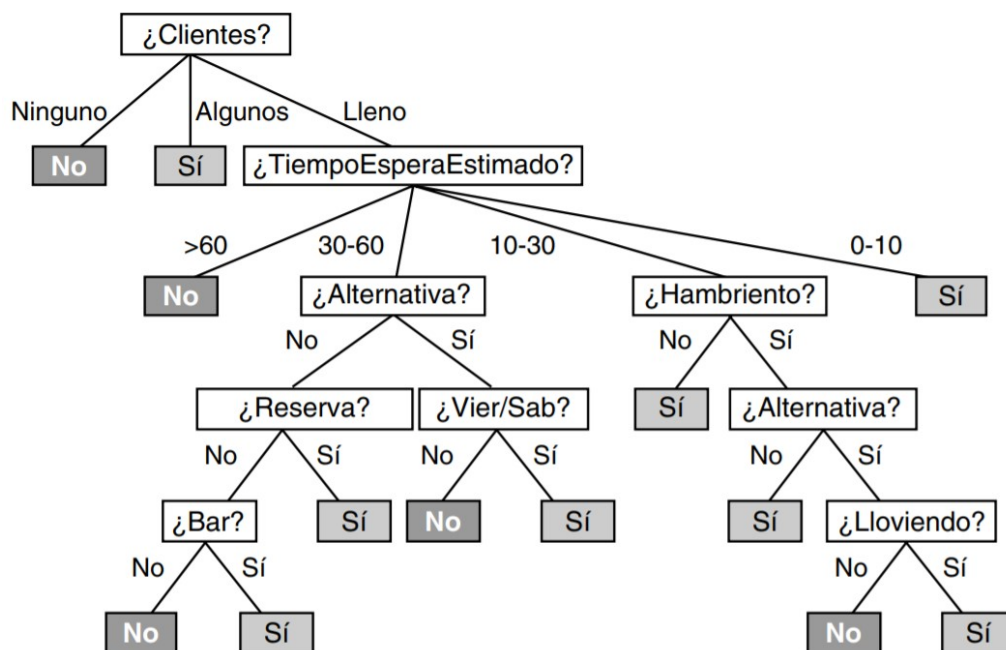 ¿Clientes?
Ninguno Algunos Lleno
No Sí ¿TiempoEsperaEstimado?
>60 30-60 10-30 0-10
No ¿Alternativa? ¿Hambriento? Sí
No Sí No Sí
¿Reserva? ¿Vier/Sab? Sí ¿Alternativa?
No Sí No Sí No Sí
¿Bar? Sí No Sí Sí ¿Lloviendo?
No Sí No Sí
No Sí No Sí